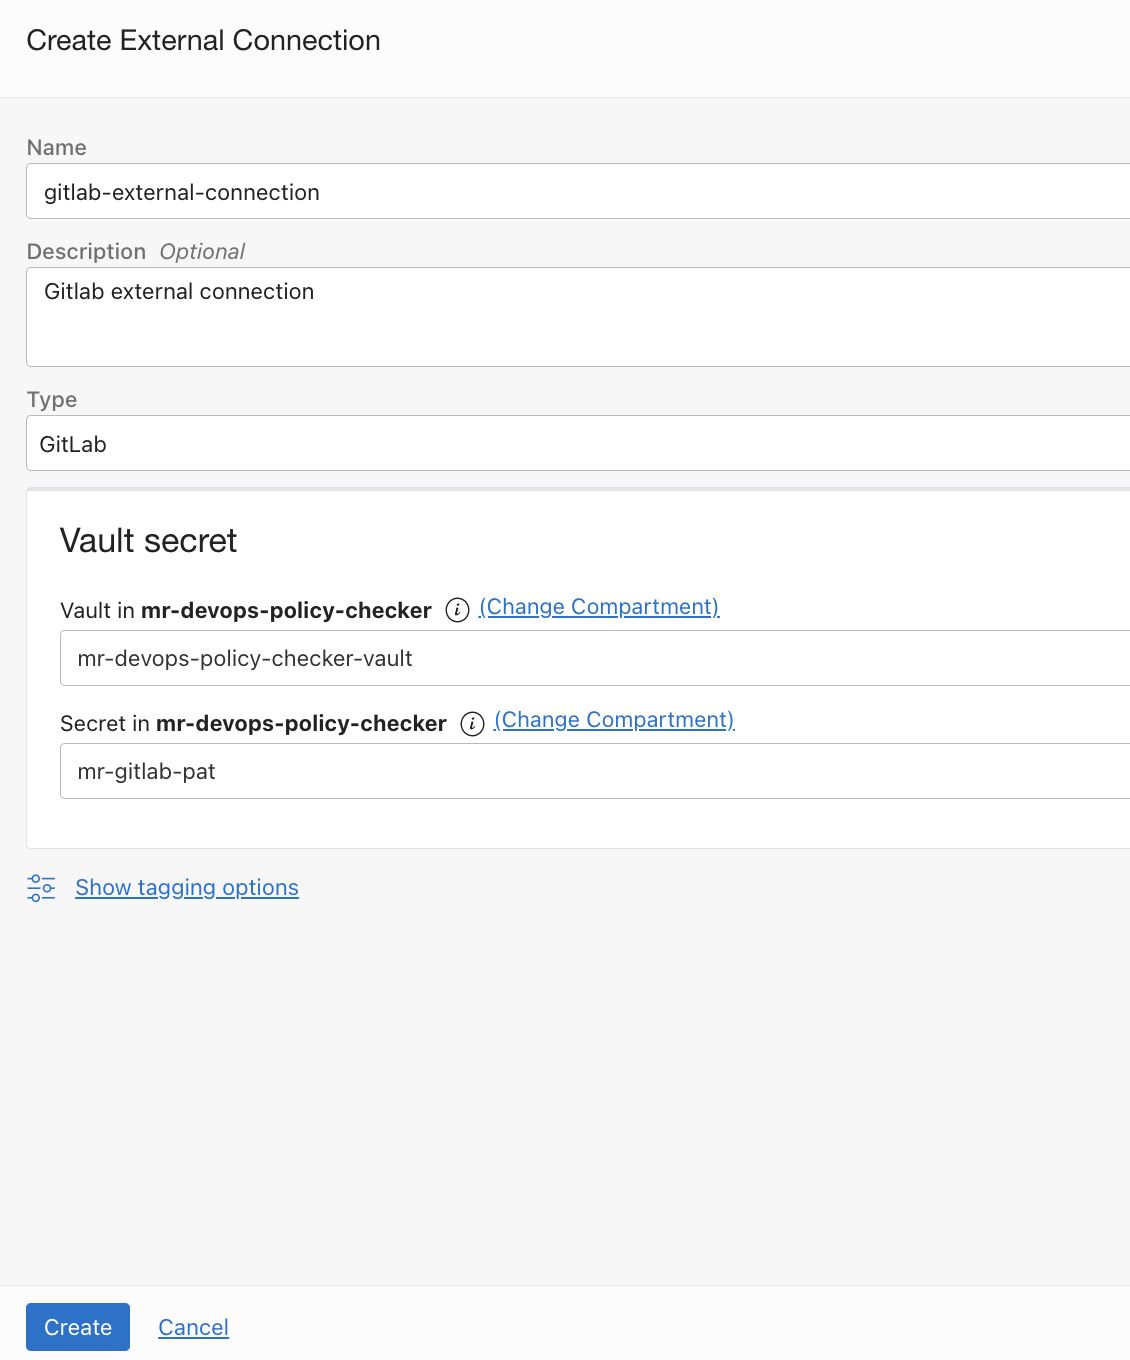 Create External Connection
Name
gitlab-external-connection
Description Optional
Gitlab external connection
Type
GitLab
Vault secret
Vault in mr-devops-policy-checker (Change Compartment)
mr-devops-policy-checker-vault
Secret in mr-devops-policy-checker (Change Compartment)
mr-gitlab-pat
Show tagging options
Create Cancel